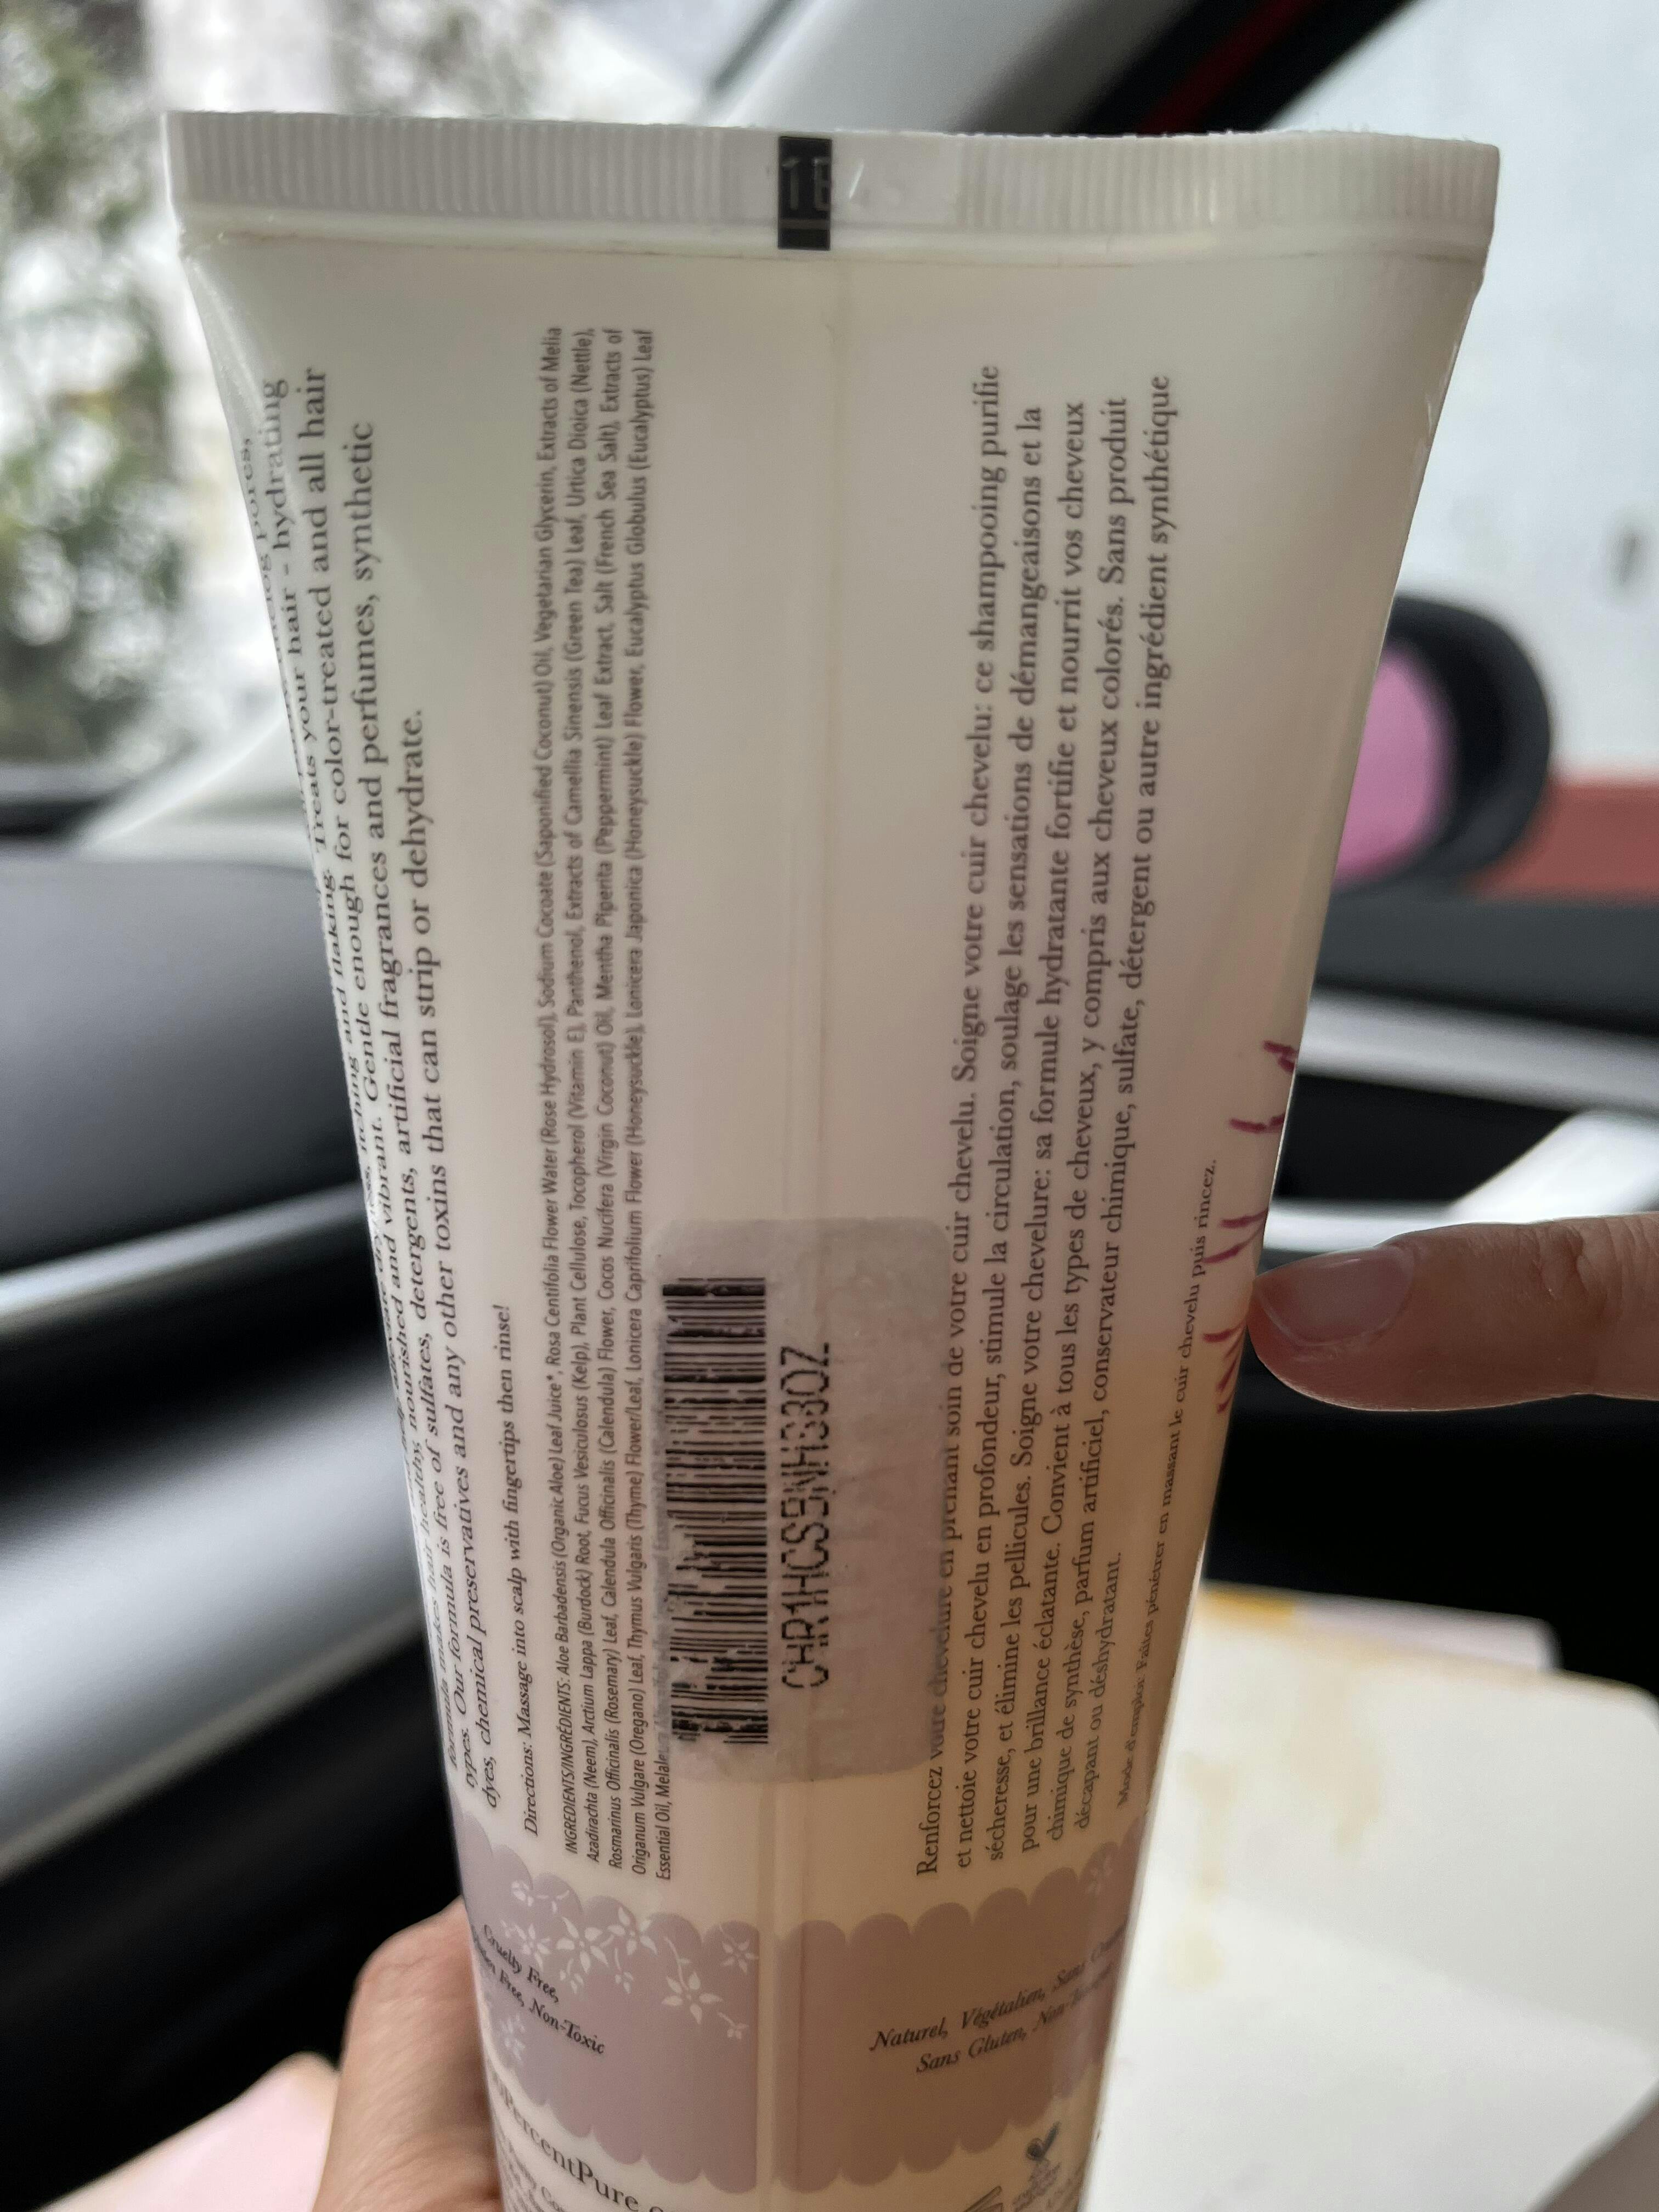 pores,
hair - hydrating
itching and flaking. Treats your
nourished and vibrant. Gentle enough for color-treated and all hair
types. Our formula is free of sulfates, detergents, artificial fragrances and perfumes, synthetic
dyes, chemical preservatives and any other toxins that can strip or dehydrate.
Directions: Massage into scalp with fingertips then rinse!
INGREDIENTS/INGRÉDIENTS: Aloe Barbadensis (Organic Aloe) Leaf Juice*, Rosa Centifolia Flower Water (Rose Hydrosol), Sodium Cocoate (Saponified Coconut) Oil, Vegetarian Glycerin, Extracts of Melia
Azadirachta (Neem), Arctium Lappa (Burdock) Root, Fucus Vesiculosus (Kelp), Plant Cellulose, Tocopherol (Vitamin E), Panthenol, Extracts of Camellia Sinensis (Green Tea) Leaf, Urtica Dioica (Nettle),
Rosmarinus Officinalis (Rosemary) Leaf, Calendula Officinalis (Calendula) Flower, Cocos Nucifera (Virgin Coconut) Oil, Mentha Piperita (Peppermint) Leaf Extract, Salt (French Sea Salt), Extracts of
Origanum Vulgare (Oregano) Leaf, Thymus Vulgaris (Thyme) Flower/Leaf, Lonicera Caprifolium Flower (Honeysuckle), Lonicera Japonica (Honeysuckle) Flower, Eucalyptus Globulus (Eucalyptus) Leaf
Essential Oil,
CHR1HCSBNH33OZ
Renforcez votre chevelure en prenant soin de votre cuir chevelu. Soigne votre cuir chevelu: ce shampooing purifie
et nettoie votre cuir chevelu en profondeur, stimule la circulation, soulage les sensations de démangeaisons et la
sécheresse, et élimine les pellicules. Soigne votre chevelure: sa formule hydratante fortifie et nourrit vos cheveux
pour une brillance éclatante. Convient à tous les types de cheveux, y compris aux cheveux colorés. Sans produit
chimique de synthèse, parfum artificiel, conservateur chimique, sulfate, détergent ou autre ingrédient synthétique
décapant ou déshydratant.
Mode d'emploi: Faites pénétrer en massant le cuir chevelu puis rincez.
Cruelty Free,
Free, Non-Toxic
Naturel, Végétalien, Sans
Sans Gluten,
PercentPure